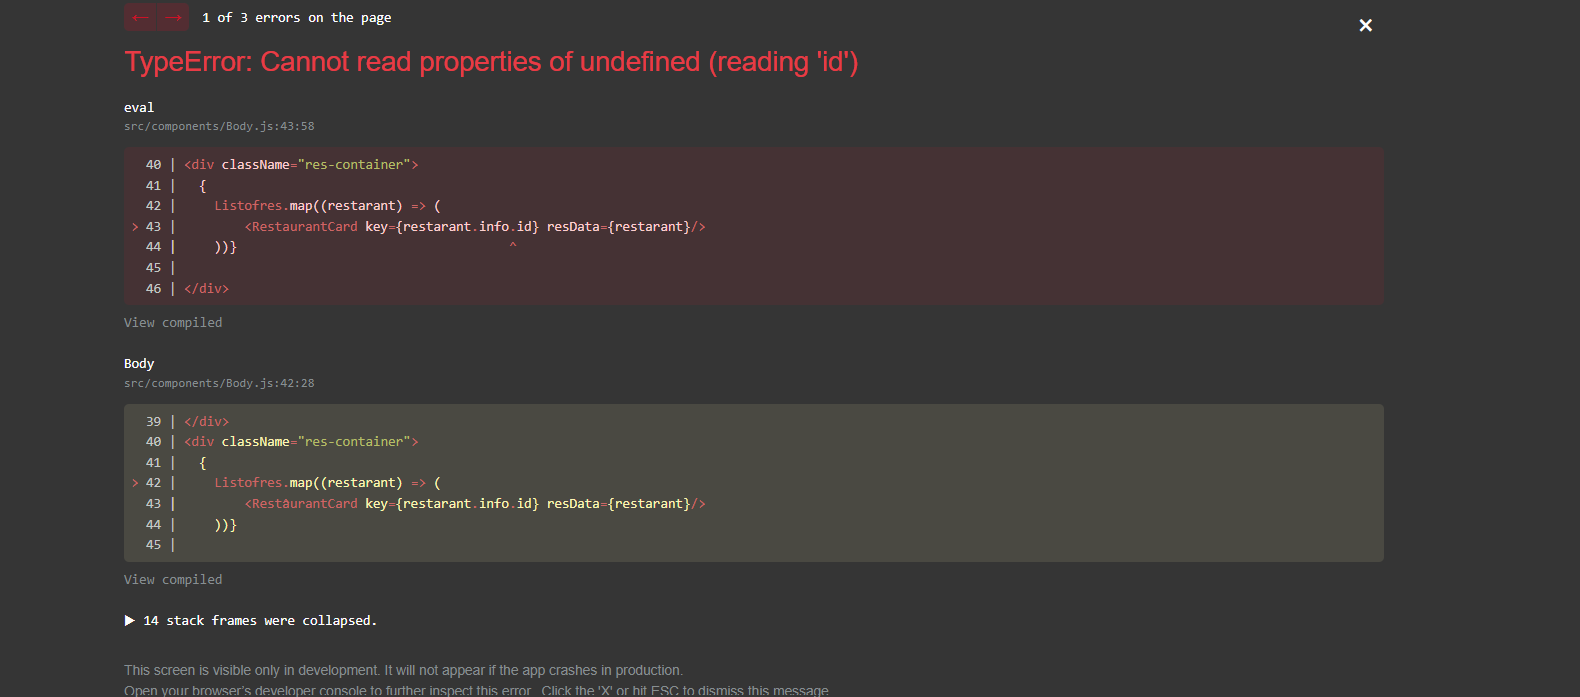 ← → 1 of 3 errors on the page ×
TypeError: Cannot read properties of undefined (reading 'id')
eval
src/components/Body.js:43:58
40 | <div className="res-container">
41 |   {
42 |     Listofres.map((restarant) => (
> 43 |         <RestaurantCard key={restarant.info.id} resData={restarant}/>
44 |     ))}                                    ^
45 |
46 | </div>
View compiled
Body
src/components/Body.js:42:28
39 | </div>
40 | <div className="res-container">
41 |   {
> 42 |     Listofres.map((restarant) => (
43 |         <RestaurantCard key={restarant.info.id} resData={restarant}/>
44 |     ))}
45 |
View compiled
▶ 14 stack frames were collapsed.
This screen is visible only in development. It will not appear if the app crashes in production.
Open your browser's developer console to further inspect this error. Click the 'X' or hit ESC to dismiss this message